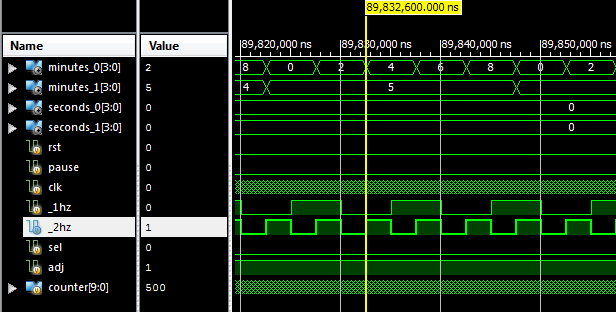 89,832,600.000 ns
Name Value 89,820,000 ns 89,830,000 ns 89,840,000 ns 89,850,000 ns
minutes_0[3:0] 2 8 0 2 4 6 8 0 2
minutes_1[3:0] 5 4 5
seconds_0[3:0] 0 0
seconds_1[3:0] 0 0
rst 0
pause 0
clk 0
_1hz 0
_2hz 1
sel 0
adj 1
counter[9:0] 500